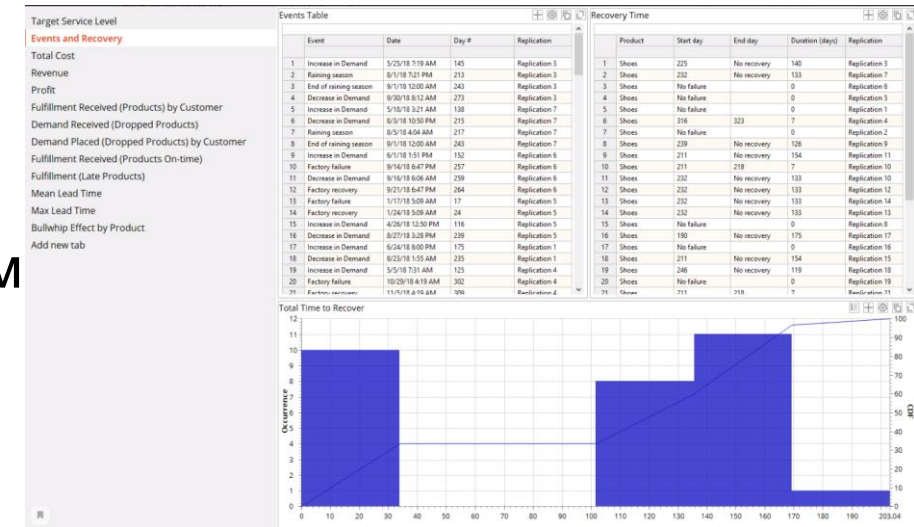 Target Service Level
Events and Recovery
Total Cost
Revenue
Profit
Fulfillment Received (Products) by Customer
Demand Received (Dropped Products)
Demand Placed (Dropped Products) by Customer
Fulfillment Received (Products On-time)
Fulfillment (Late Products)
Mean Lead Time
Max Lead Time
Bullwhip Effect by Product
Add new tab
M
Events Table
Event Date Day # Replication
1 Increase in Demand 5/25/18 7:19 AM 145 Replication 3
2 Raining season 8/1/18 7:21 PM 213 Replication 3
3 End of raining season 9/1/18 12:00 AM 243 Replication 3
4 Decrease in Demand 9/30/18 8:12 AM 273 Replication 3
5 Increase in Demand 5/18/18 3:21 AM 138 Replication 7
6 Decrease in Demand 8/3/18 10:50 PM 215 Replication 7
7 Raining season 8/5/18 4:04 AM 217 Replication 7
8 End of raining season 9/1/18 12:00 AM 243 Replication 7
9 Increase in Demand 6/1/18 1:51 PM 152 Replication 6
10 Factory failure 9/14/18 6:47 PM 257 Replication 6
11 Decrease in Demand 9/16/18 6:06 AM 259 Replication 6
12 Factory recovery 9/21/18 6:47 PM 264 Replication 6
13 Factory failure 1/17/18 5:09 AM 17 Replication 5
14 Factory recovery 1/24/18 5:09 AM 24 Replication 5
15 Increase in Demand 4/26/18 12:50 PM 116 Replication 5
16 Decrease in Demand 8/27/18 3:28 PM 239 Replication 5
17 Increase in Demand 6/24/18 8:00 PM 175 Replication 1
18 Decrease in Demand 8/23/18 1:55 AM 235 Replication 1
19 Increase in Demand 5/5/18 7:31 AM 125 Replication 4
20 Factory failure 10/29/18 4:19 AM 302 Replication 4
21 Factory recovery 11/5/18 4:19 AM 309 Replication 4
Recovery Time
Product Start day End day Duration (days) Replication
1 Shoes 225 No recovery 140 Replication 3
2 Shoes 232 No recovery 133 Replication 7
3 Shoes No failure 0 Replication 6
4 Shoes No failure 0 Replication 5
5 Shoes No failure 0 Replication 1
6 Shoes 316 323 7 Replication 4
7 Shoes No failure 0 Replication 2
8 Shoes 239 No recovery 126 Replication 9
9 Shoes 211 No recovery 154 Replication 11
10 Shoes 211 218 7 Replication 10
11 Shoes 232 No recovery 133 Replication 10
12 Shoes 232 No recovery 133 Replication 12
13 Shoes 232 No recovery 133 Replication 14
14 Shoes 232 No recovery 133 Replication 13
15 Shoes No failure 0 Replication 8
16 Shoes 190 No recovery 175 Replication 17
17 Shoes No failure 0 Replication 16
18 Shoes 211 No recovery 154 Replication 15
19 Shoes 246 No recovery 119 Replication 18
20 Shoes No failure 0 Replication 19
21 Shoes 211 218 7 Replication 21
Total Time to Recover
12
11
10
9
8
7
6
5
4
3
2
1
0
Occurrence
0 10 20 30 40 50 60 70 80 90 100 110 120 130 140 150 160 170 180 190 203.04
100
90
80
70
60
50
40
30
20
10
0
CDF